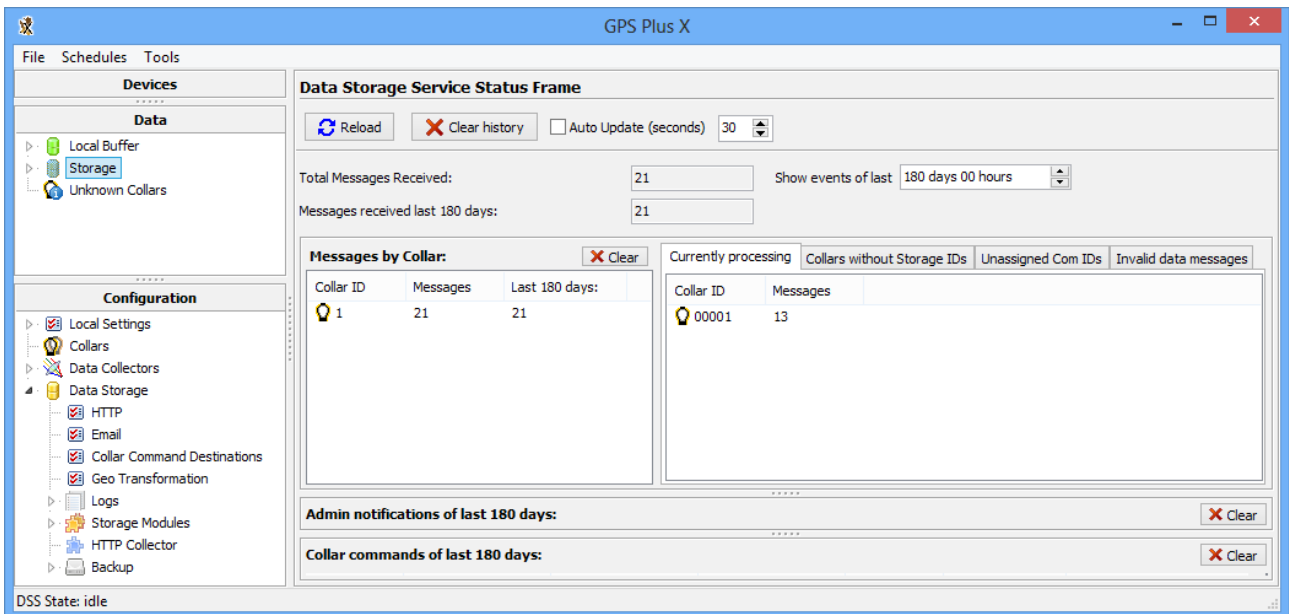 GPS Plus X
File Schedules Tools
Devices
Data
Local Buffer
Storage
Unknown Collars
Configuration
Local Settings
Collars
Data Collectors
Data Storage
HTTP
Email
Collar Command Destinations
Geo Transformation
Logs
Storage Modules
HTTP Collector
Backup
Data Storage Service Status Frame
Reload Clear history Auto Update (seconds) 30
Total Messages Received: 21 Show events of last 180 days 00 hours
Messages received last 180 days: 21
Messages by Collar: Clear
Collar ID Messages Last 180 days:
1 21 21
Currently processing Collars without Storage IDs Unassigned Com IDs Invalid data messages
Collar ID Messages
00001 13
Admin notifications of last 180 days: Clear
Collar commands of last 180 days: Clear
DSS State: idle